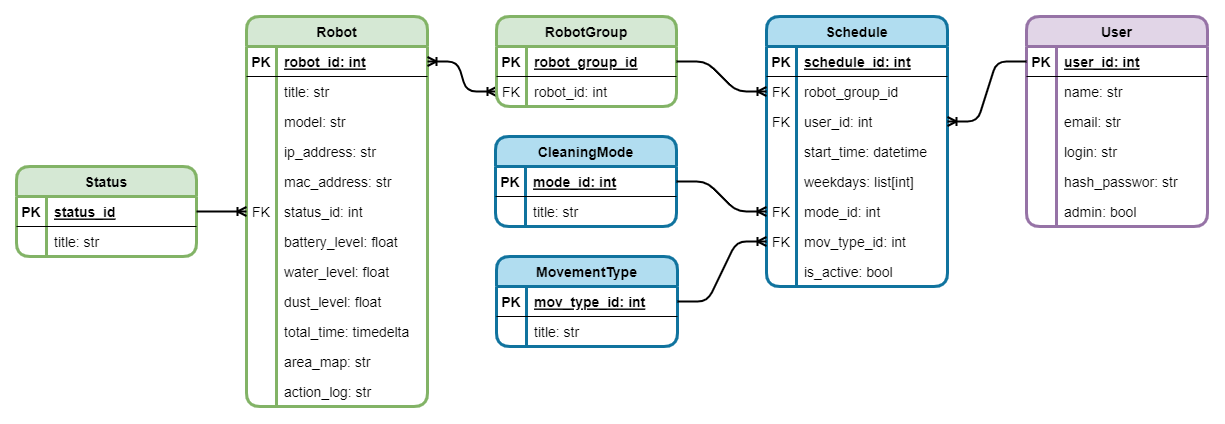 Status
PK status_id
title: str
Robot
PK robot_id: int
title: str
model: str
ip_address: str
mac_address: str
FK status_id: int
battery_level: float
water_level: float
dust_level: float
total_time: timedelta
area_map: str
action_log: str
RobotGroup
PK robot_group_id
FK robot_id: int
CleaningMode
PK mode_id: int
title: str
MovementType
PK mov_type_id: int
title: str
Schedule
PK schedule_id: int
FK robot_group_id
FK user_id: int
start_time: datetime
weekdays: list[int]
FK mode_id: int
FK mov_type_id: int
is_active: bool
User
PK user_id: int
name: str
email: str
login: str
hash_passwor: str
admin: bool